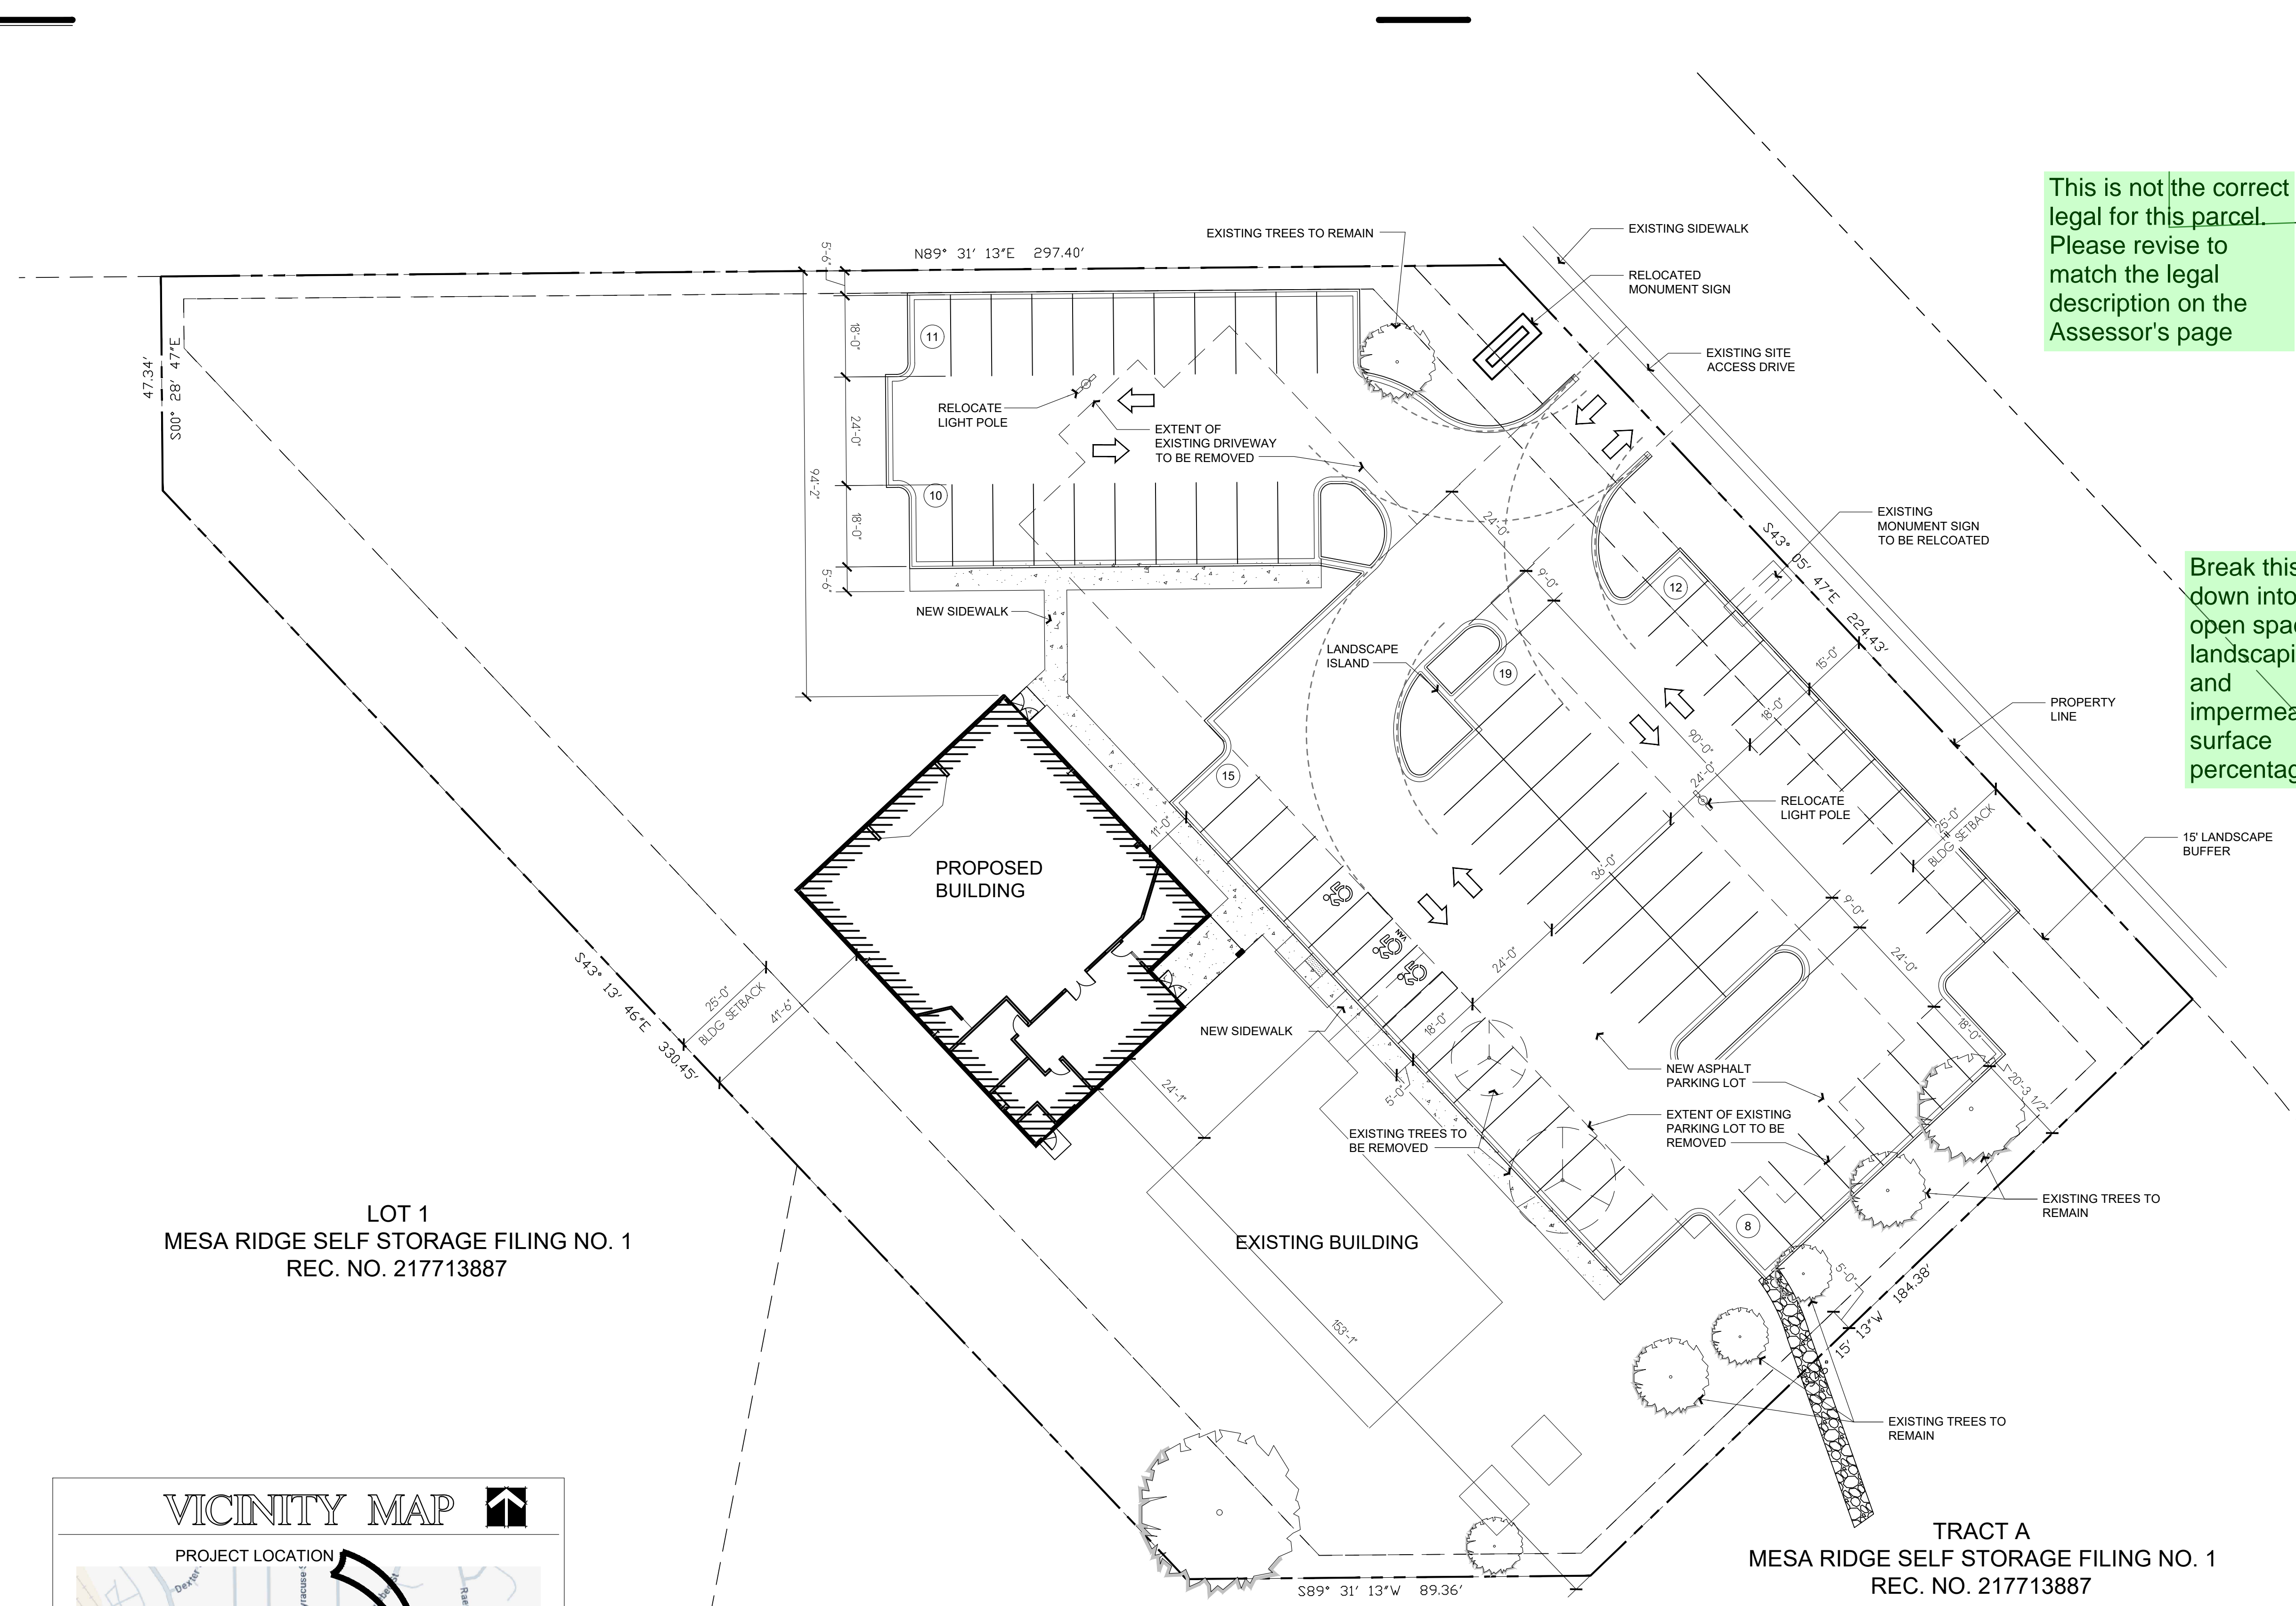 This is not the correct
legal for this parcel.
Please revise to
match the legal
description on the
Assessor's page
EXISTING TREES TO REMAIN
EXISTING SIDEWALK
N89° 31' 13"E 297.40'
5'-6"
RELOCATED
MONUMENT SIGN
47.34'
S00° 28' 47"E
11
18'-0"
EXISTING SITE
ACCESS DRIVE
RELOCATE
LIGHT POLE
EXTENT OF
EXISTING DRIVEWAY
TO BE REMOVED
24'-0"
94'-2"
10
18'-0"
5'-6"
24'-0"
EXISTING
MONUMENT SIGN
TO BE RELCOATED
S43° 05' 47"E 224.43'
Break this
down into
open
and
surface
9'-0"
12
NEW SIDEWALK
LANDSCAPE
ISLAND
19
15'-0"
18'-0"
PROPERTY
LINE
90'-0"
24'-0"
15
11'-0"
RELOCATE
LIGHT POLE
25'-0"
BLDG SETBACK
15' LANDSCAPE
BUFFER
PROPOSED
BUILDING
36'-0"
VAN
9'-0"
24'-0"
24'-0"
S43° 13' 46"E 330.45'
25'-0"
BLDG SETBACK
41'-6"
NEW SIDEWALK
18'-0"
18'-0"
NEW ASPHALT
PARKING LOT
20'-3 1/2"
24'-1"
5'-0"
EXTENT OF EXISTING
PARKING LOT TO BE
REMOVED
EXISTING TREES TO
BE REMOVED
EXISTING TREES TO
REMAIN
LOT 1
MESA RIDGE SELF STORAGE FILING NO. 1
REC. NO. 217713887
EXISTING BUILDING
8
5'-0"
15' 13"W 184.38'
153'-1"
EXISTING TREES TO
REMAIN
VICINITY MAP
PROJECT LOCATION
Dexter
S89° 31' 13"W 89.36'
TRACT A
MESA RIDGE SELF STORAGE FILING NO. 1
REC. NO. 217713887